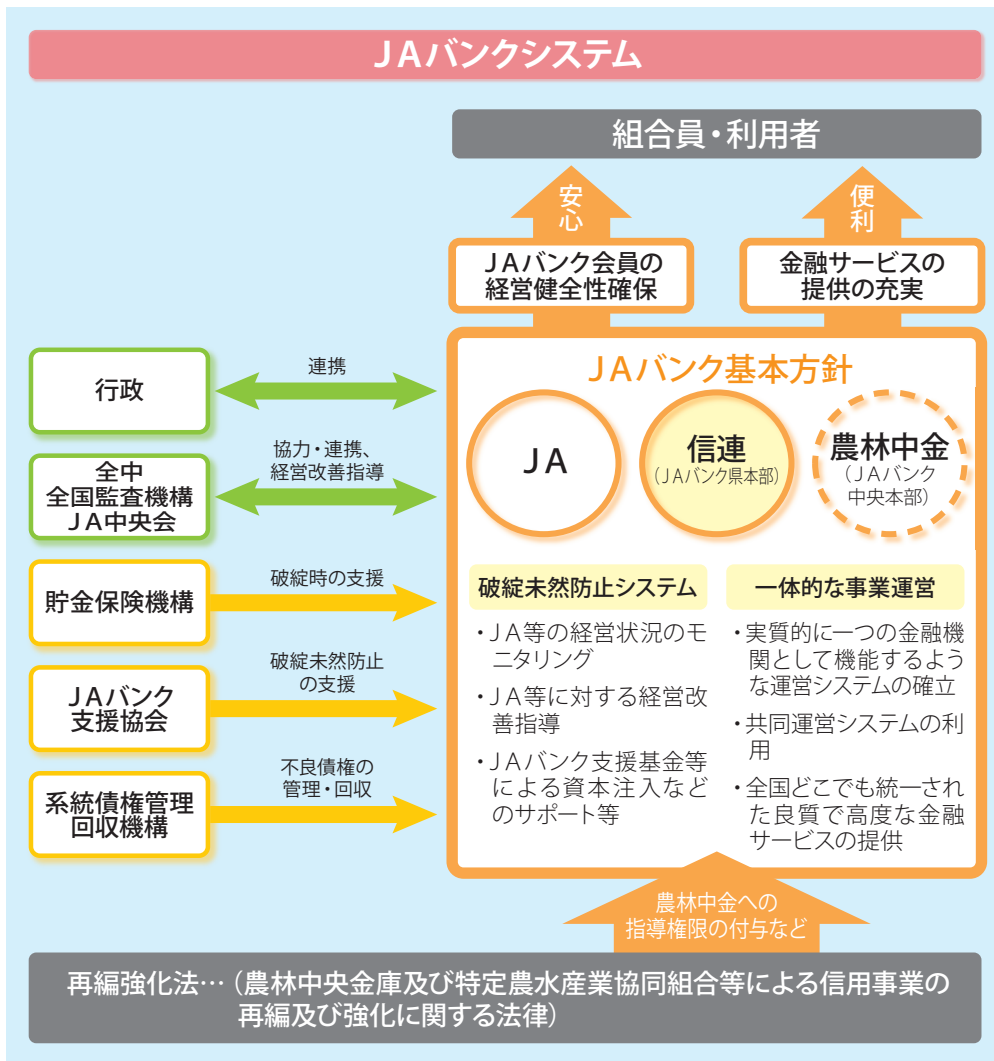 JAバンクシステム
組合員・利用者
安心
便利
JAバンク会員の
経営健全性確保
金融サービスの
提供の充実
行政
連携
全中
全国監査機構
JA中央会
協力・連携、
経営改善指導
貯金保険機構
破綻時の支援
JAバンク
支援協会
破綻未然防止
の支援
系統債権管理
回収機構
不良債権の
管理・回収
JAバンク基本方針
JA
信連
（JAバンク県本部）
農林中金
（JAバンク
中央本部）
破綻未然防止システム
・JA等の経営状況のモ
ニタリング
・JA等に対する経営改
善指導
・JAバンク支援基金等
による資本注入など
のサポート等
一体的な事業運営
・実質的に一つの金融機
関として機能するよう
な運営システムの確立
・共同運営システムの利
用
・全国どこでも統一され
た良質で高度な金融
サービスの提供
農林中金への
指導権限の付与など
再編強化法…（農林中央金庫及び特定農水産業協同組合等による信用事業の
再編及び強化に関する法律）